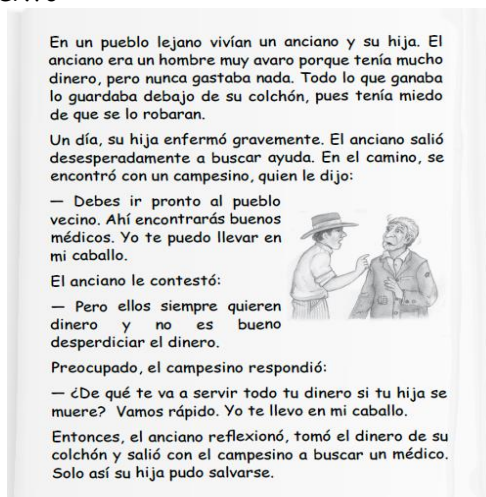 En un pueblo lejano vivían un anciano y su hija. El
anciano era un hombre muy avaro porque tenía mucho
dinero, pero nunca gastaba nada. Todo lo que ganaba
lo guardaba debajo de su colchón, pues tenía miedo
de que se lo robaran.
Un día, su hija enfermó gravemente. El anciano salió
desesperadamente a buscar ayuda. En el camino, se
encontró con un campesino, quien le dijo:
— Debes ir pronto al pueblo
vecino. Ahí encontrarás buenos
médicos. Yo te puedo llevar en
mi caballo.
El anciano le contestó:
— Pero ellos siempre quieren
dinero y no es bueno
desperdiciar el dinero.
Preocupado, el campesino respondió:
— ¿De qué te va a servir todo tu dinero si tu hija se
muere? Vamos rápido. Yo te llevo en mi caballo.
Entonces, el anciano reflexionó, tomó el dinero de su
colchón y salió con el campesino a buscar un médico.
Solo así su hija pudo salvarse.